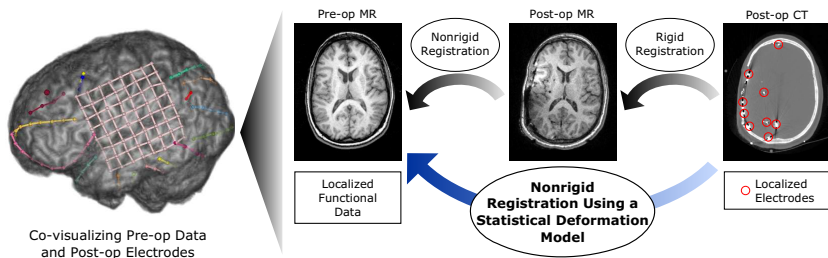 Pre-op MR
Post-op MR
Post-op CT
Nonrigid
Registration
Rigid
Registration
Localized
Functional
Data
Nonrigid
Registration Using a
Statistical Deformation
Model
Localized
Electrodes
Co-visualizing Pre-op Data
and Post-op Electrodes